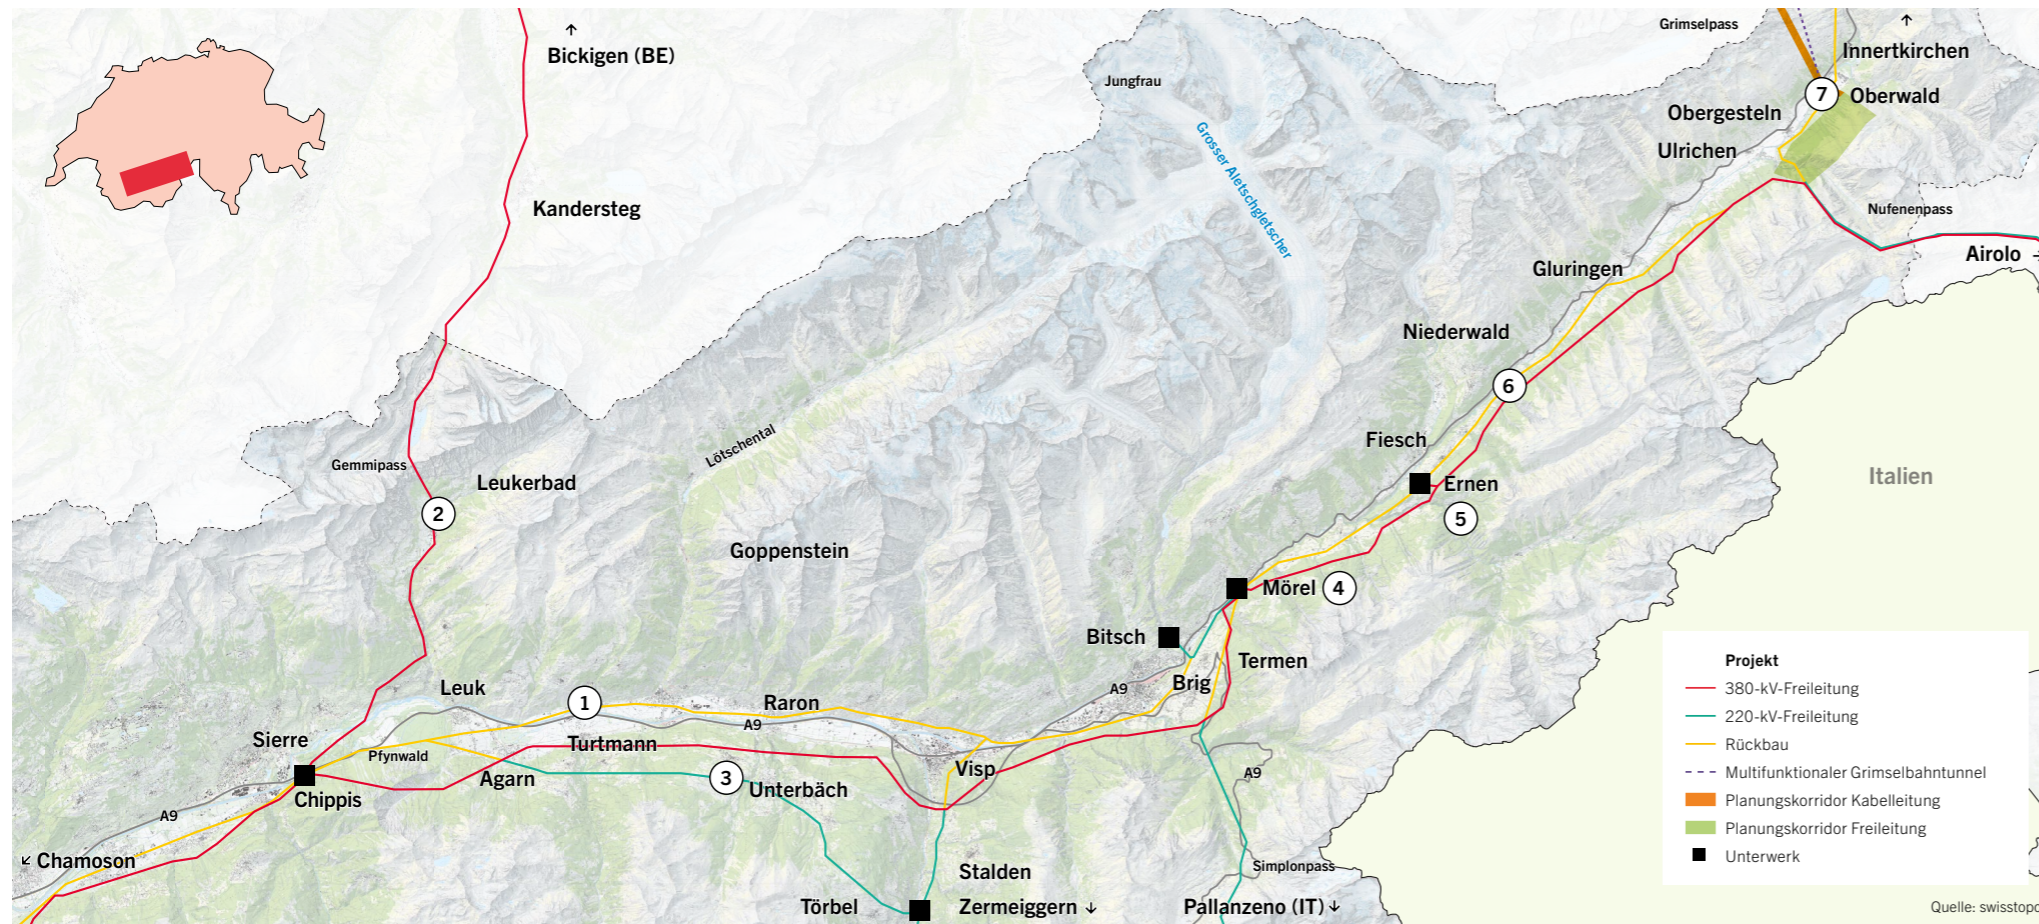 Bickigen (BE)
Grimselpass
Innertkirchen
Jungfrau
7
Oberwald
Obergesteln
Grosser Aletschgletscher
Ulrichen
Kandersteg
Nufenenpass
Airolo
Gluringen
Niederwald
6
Lötschental
Fiesch
Gemmipass
Leukerbad
Ernen
Italien
2
5
Goppenstein
Mörel
4
Bitsch
Termen
Leuk
Brig
A9
1
Raron
A9
Sierre
Turtmann
Pfynwald
Agarn
3
Unterbäch
Visp
A9
Chippis
A9
Chamoson
Stalden
Simplonpass
Törbel
Zermeiggern
Pallanzeno (IT)
Projekt
380-kV-Freileitung
220-kV-Freileitung
Rückbau
Multifunktionaler Grimselbahntunnel
Planungskorridor Kabelleitung
Planungskorridor Freileitung
Unterwerk
Quelle: swisstopo